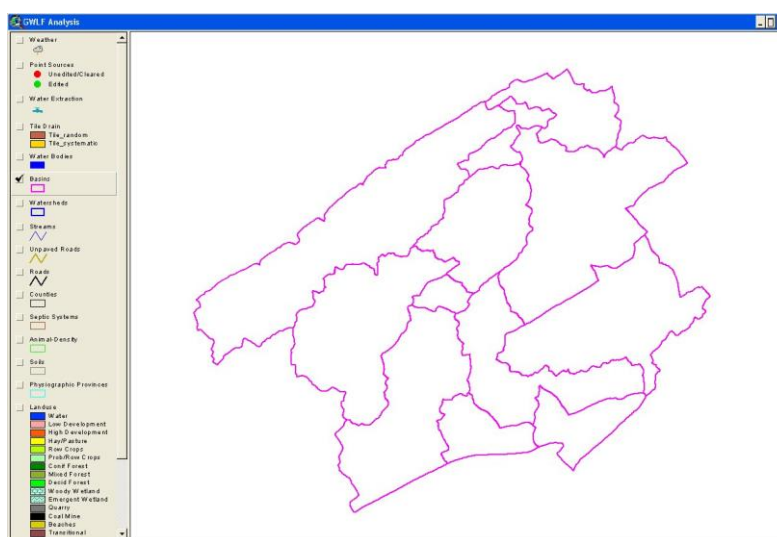 GWLF Analysis
Weather
Point Sources
Unedited/Cleared
Edited
Water Extraction
Tile Drain
Tile_random
Tile_systematic
Water Bodies
Basins
Watersheds
Streams
Unpaved Roads
Roads
Counties
Septic Systems
Animal-Density
Soils
Physiographic Provinces
Landuse
Water
Low Development
High Development
Hay/Pasture
Row Crops
Prob/Row Crops
Conif Forest
Mixed Forest
Decid Forest
Woody Wetland
Emergent Wetland
Quarry
Coal Mine
Beaches
Transitional